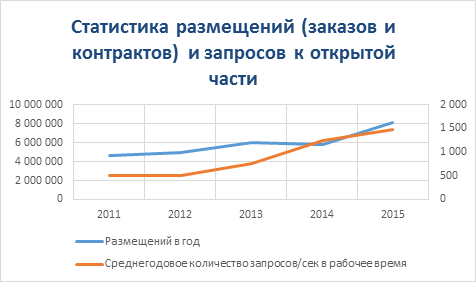 Статистика размещений (заказов и
контрактов) и запросов к открытой
части
10 000 000
8 000 000
6 000 000
4 000 000
2 000 000
0
2 000
1 500
1 000
500
0
2011 2012 2013 2014 2015
Размещений в год
Среднегодовое количество запросов/сек в рабочее время